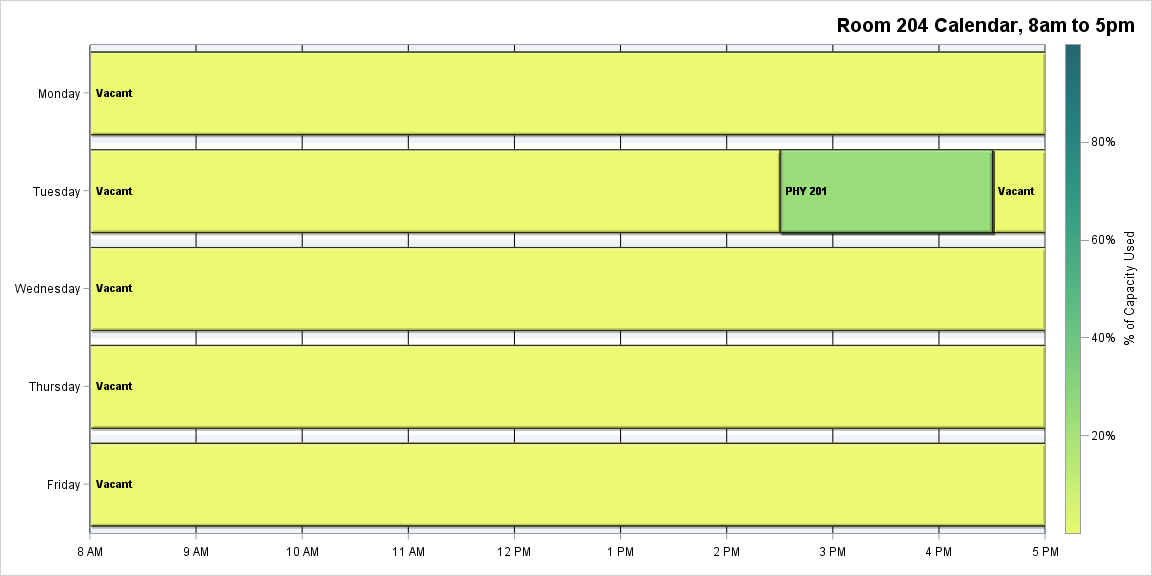 Room 204 Calendar, 8am to 5pm
Monday
Vacant
Tuesday
Vacant
PHY 201
Vacant
Wednesday
Vacant
Thursday
Vacant
Friday
Vacant
8 AM
9 AM
10 AM
11 AM
12 PM
1 PM
2 PM
3 PM
4 PM
5 PM
80%
60%
40%
20%
% of Capacity Used